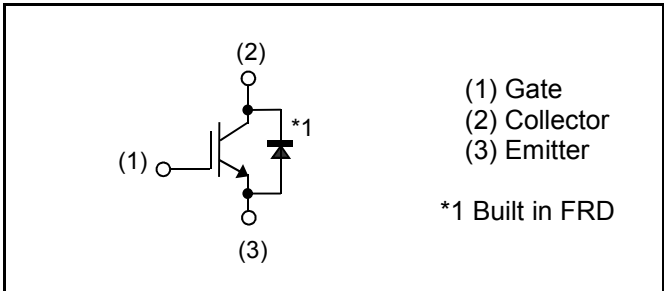 (2)
*1
(1)
(3)
(1) Gate
(2) Collector
(3) Emitter
*1 Built in FRD